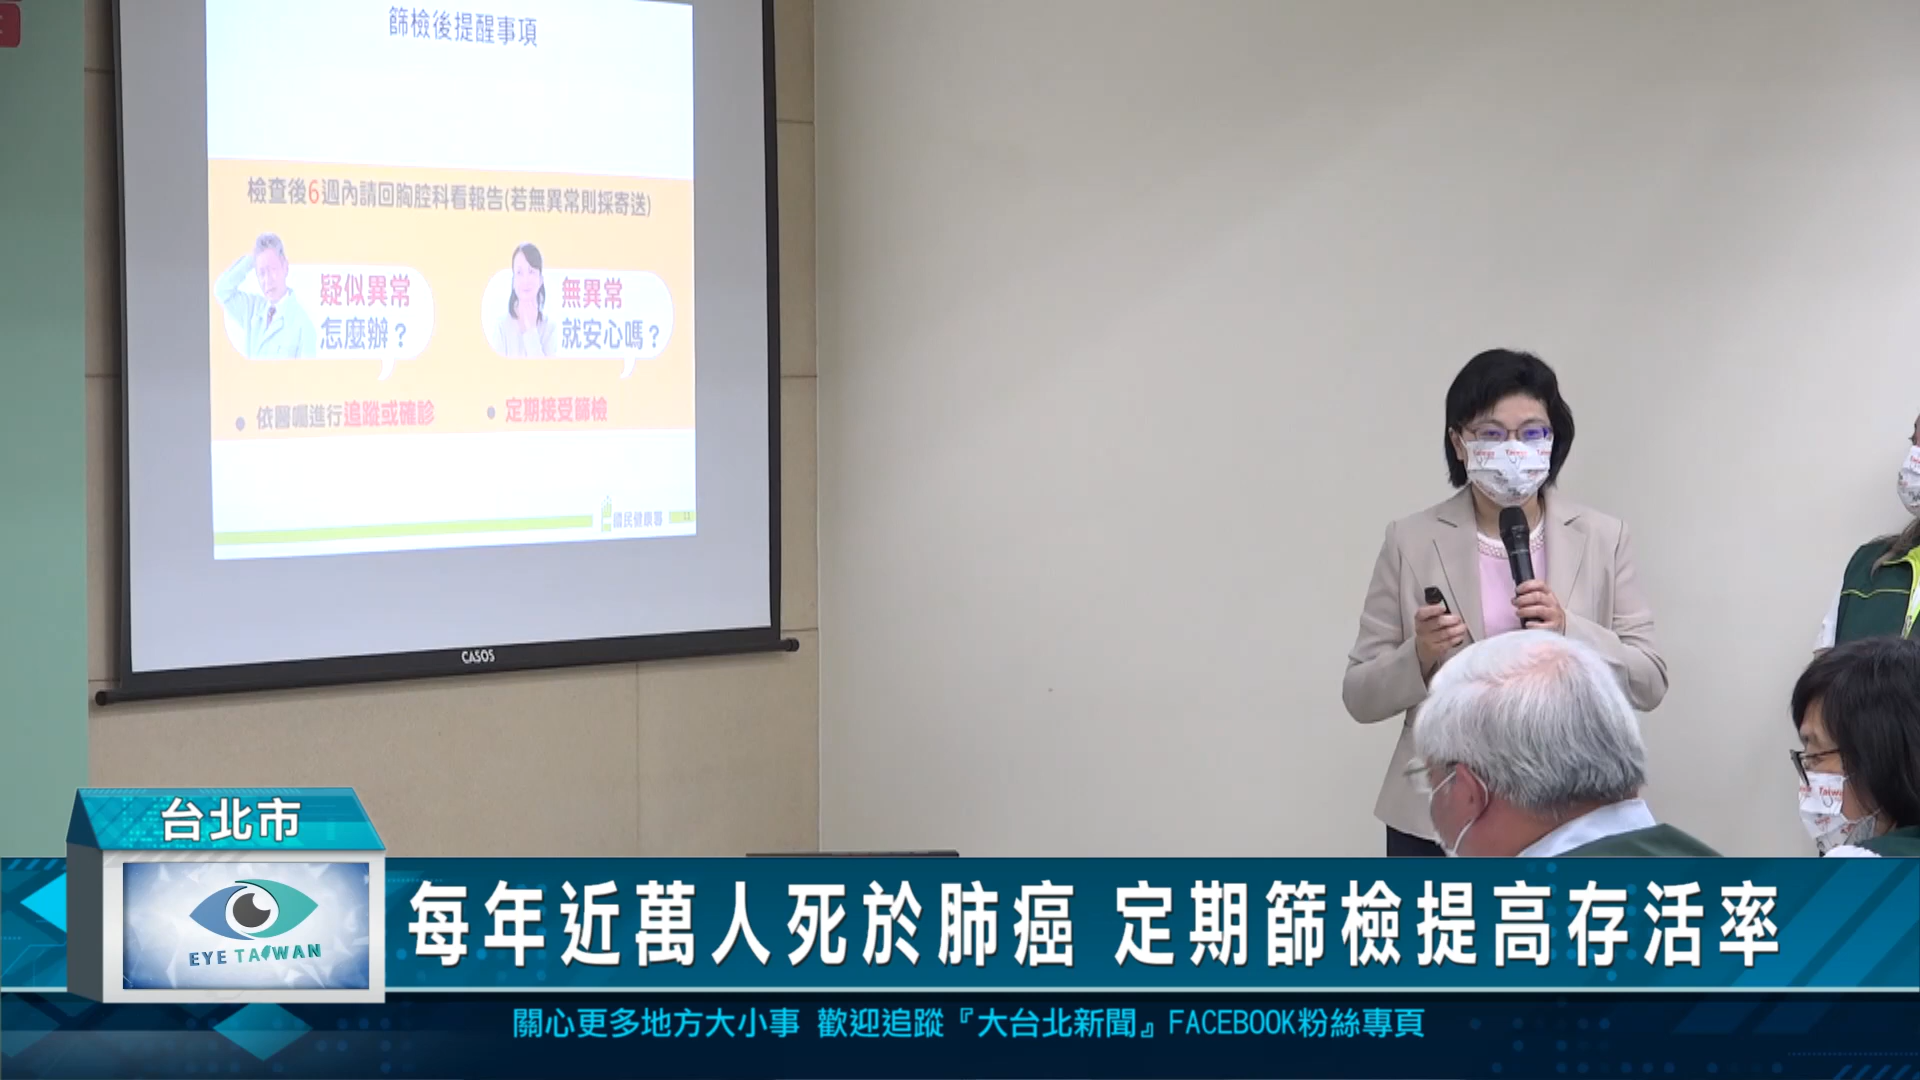 篩檢後提醒事項
檢查後6週內請回胸腔科看報告(若無異常則採寄送)
疑似異常
怎麼辦？
無異常
就安心嗎？
● 依醫囑進行追蹤或確診
● 定期接受篩檢
國民健康署
CASOS
台北市
EYE TAIWAN
每年近萬人死於肺癌 定期篩檢提高存活率
關心更多地方大小事 歡迎追蹤『大台北新聞』FACEBOOK粉絲專頁